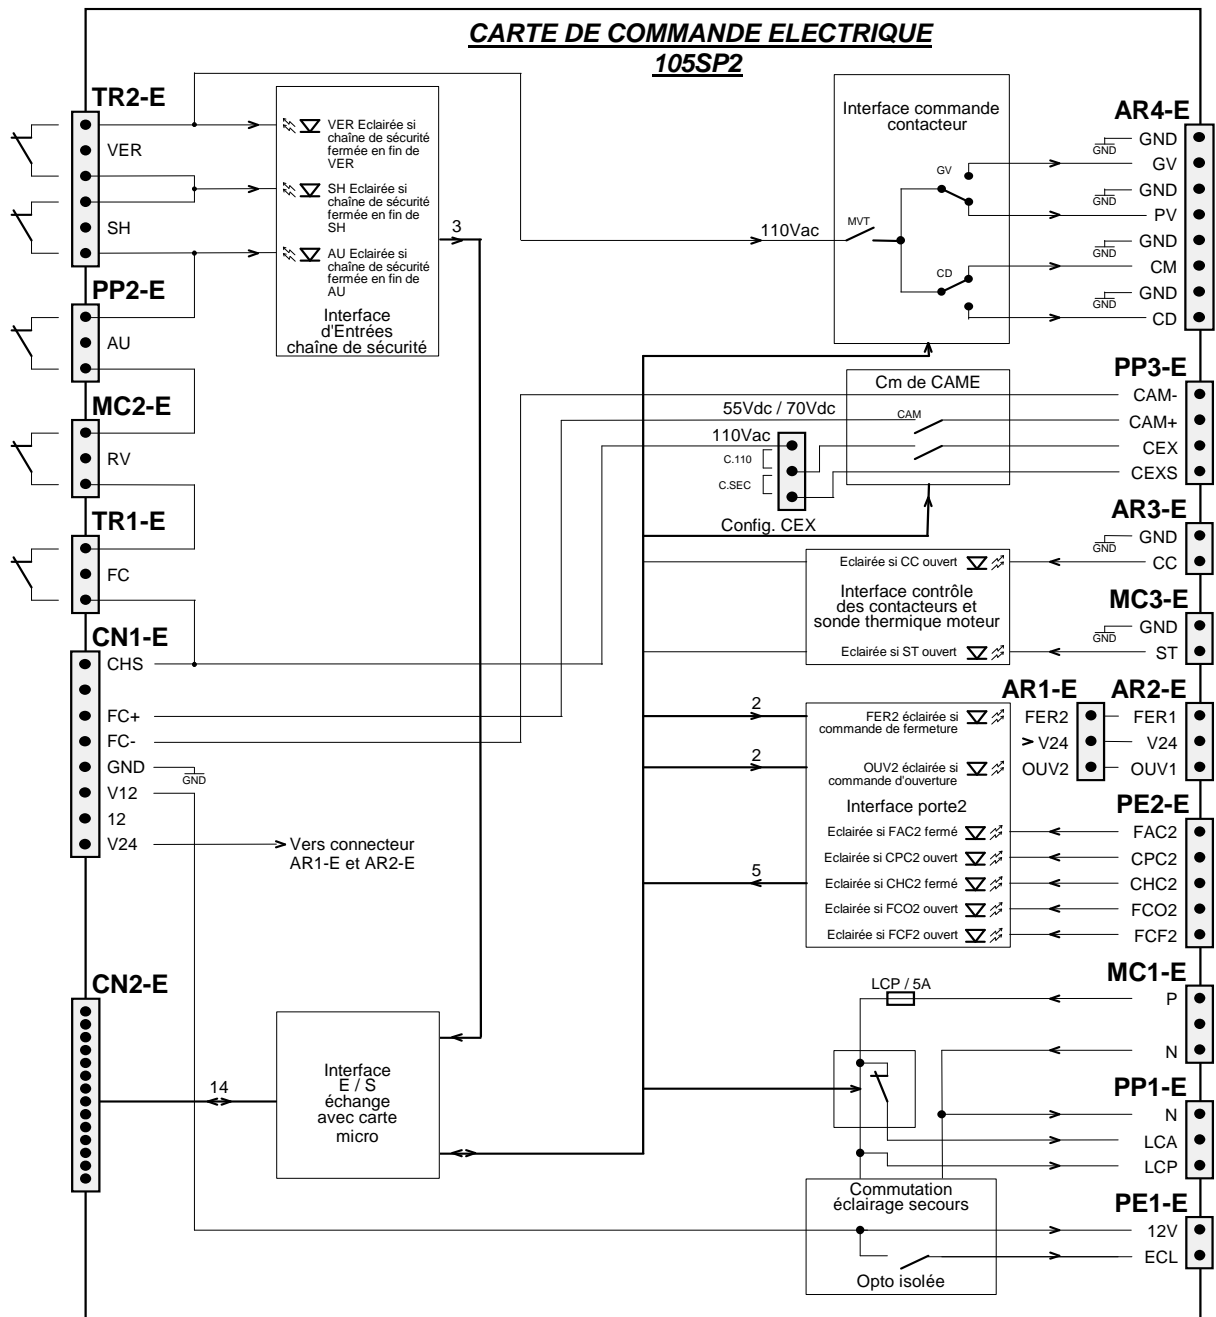 CARTE DE COMMANDE ELECTRIQUE
105SP2
TR2-E
VER
SH
PP2-E
AU
MC2-E
RV
TR1-E
FC
CN1-E
CHS
FC+
FC-
GND
GND
V12
12
V24
Vers connecteur
AR1-E et AR2-E
CN2-E
14
VER Eclairée si
chaîne de sécurité
fermée en fin de
VER
SH Eclairée si
chaîne de sécurité
fermée en fin de
SH
AU Eclairée si
chaîne de sécurité
fermée en fin de
AU
Interface
d'Entrées
chaîne de sécurité
3
Interface
E / S
échange
avec carte
micro
110Vac
Interface commande
contacteur
MVT
GV
CD
AR4-E
GND
GND
GV
GND
GND
PV
GND
GND
CM
GND
GND
CD
Cm de CAME
55Vdc / 70Vdc
CAM
110Vac
C.110
C.SEC
Config. CEX
PP3-E
CAM-
CAM+
CEX
CEXS
Eclairée si CC ouvert
Interface contrôle
des contacteurs et
sonde thermique moteur
Eclairée si ST ouvert
AR3-E
GND
GND
CC
MC3-E
GND
GND
ST
2
FER2 éclairée si
commande de fermeture
2
OUV2 éclairée si
commande d'ouverture
Interface porte2
5
Eclairée si FAC2 fermé
Eclairée si CPC2 ouvert
Eclairée si CHC2 fermé
Eclairée si FCO2 ouvert
Eclairée si FCF2 ouvert
AR1-E
FER2
V24
OUV2
AR2-E
FER1
V24
OUV1
PE2-E
FAC2
CPC2
CHC2
FCO2
FCF2
LCP / 5A
MC1-E
P
N
PP1-E
N
LCA
LCP
Commutation
éclairage secours
Opto isolée
PE1-E
12V
ECL